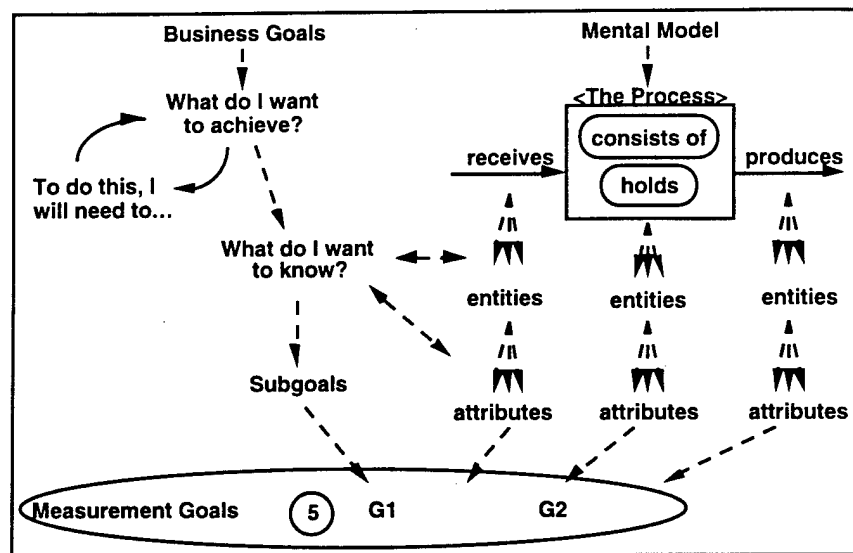 Business Goals
Mental Model
What do I want
to achieve?
To do this, I
will need to...
What do I want
to know?
Subgoals
<The Process>
consists of
holds
receives
produces
entities
entities
entities
attributes
attributes
attributes
Measurement Goals
5
G1
G2